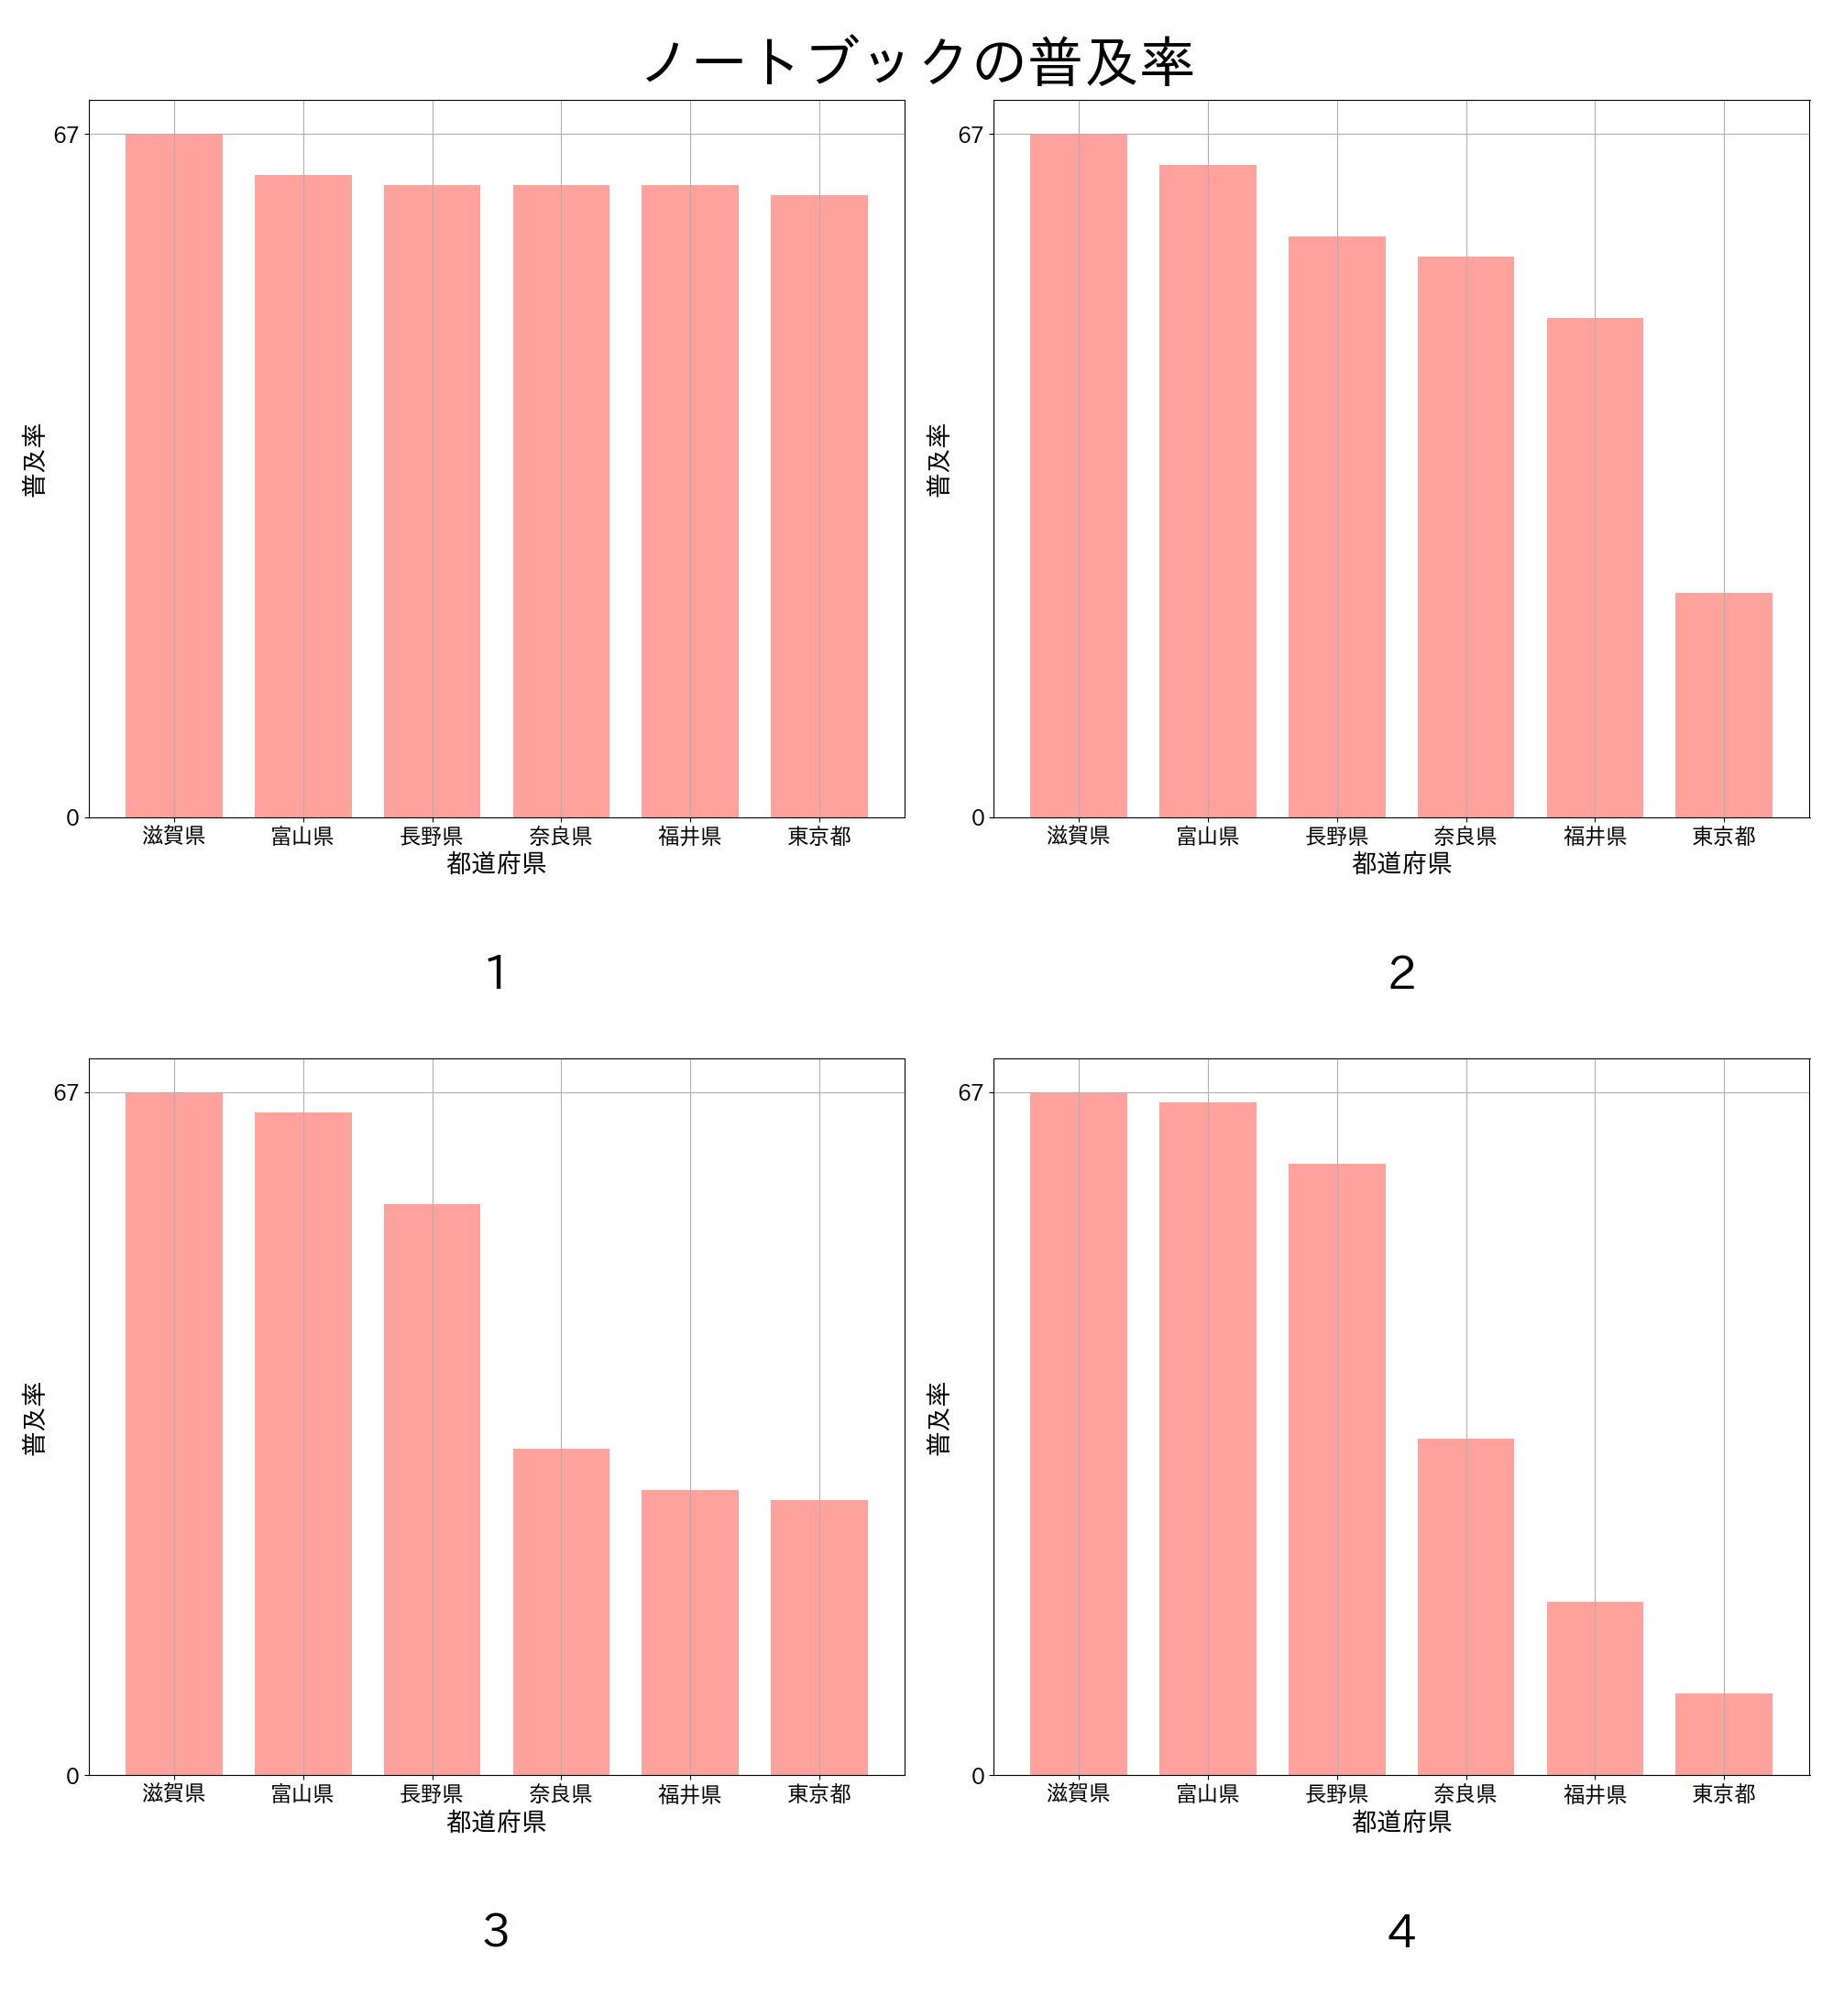 ノートブックの普及率
67
0
普及率
滋賀県 富山県 長野県 奈良県 福井県 東京都
都道府県
1
67
0
普及率
滋賀県 富山県 長野県 奈良県 福井県 東京都
都道府県
2
67
0
普及率
滋賀県 富山県 長野県 奈良県 福井県 東京都
都道府県
3
67
0
普及率
滋賀県 富山県 長野県 奈良県 福井県 東京都
都道府県
4